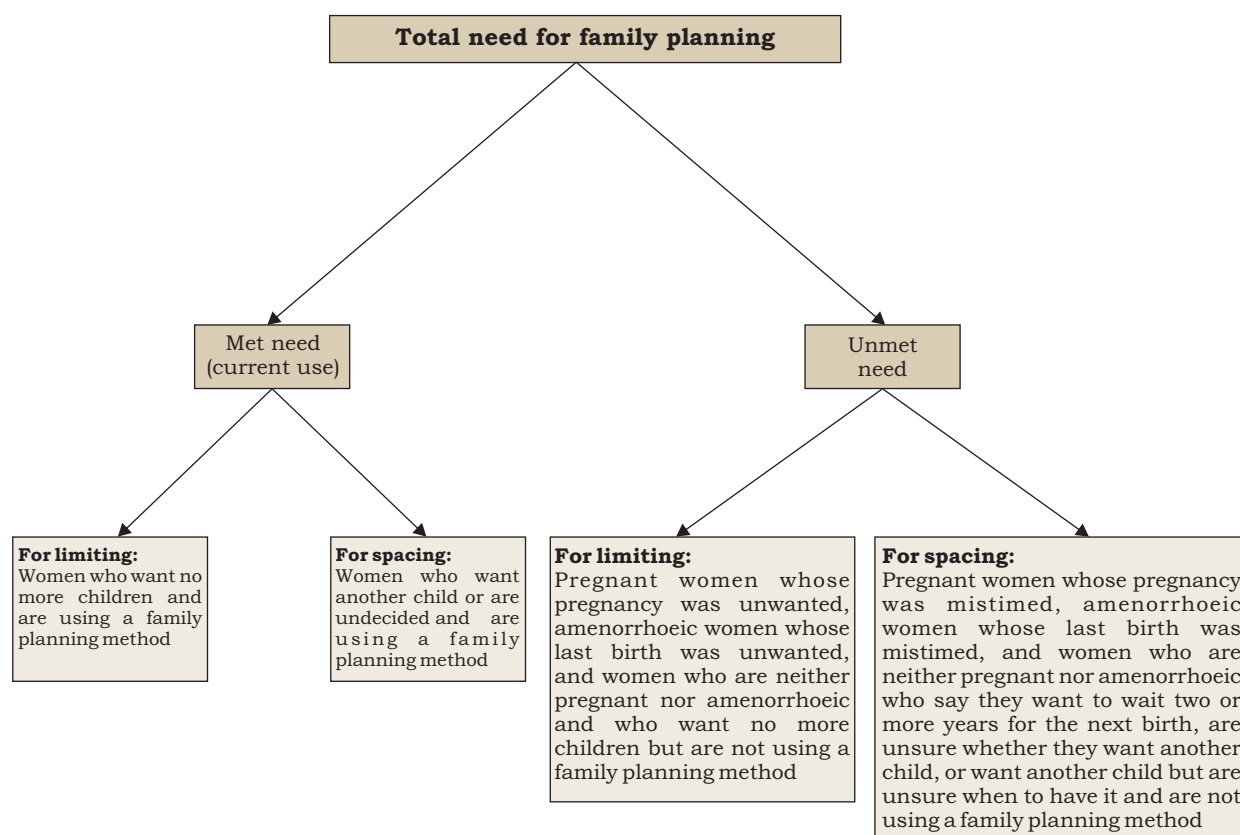 Total need for family planning
Met need
(current use)
Unmet
need
For limiting:
Women who want no
more children and
are using a family
planning method
For spacing:
Women who want
another child or are
undecided and are
using a family
planning method
For limiting:
Pregnant women whose
pregnancy was unwanted,
amenorrhoeic women whose
last birth was unwanted,
and women who are neither
pregnant nor amenorrhoeic
and who want no more
children but are not using a
family planning method
For spacing:
Pregnant women whose pregnancy
was mistimed, amenorrhoeic
women whose last birth was
mistimed, and women who are
neither pregnant nor amenorrhoeic
who say they want to wait two or
more years for the next birth, are
unsure whether they want another
child, or want another child but are
unsure when to have it and are not
using a family planning method